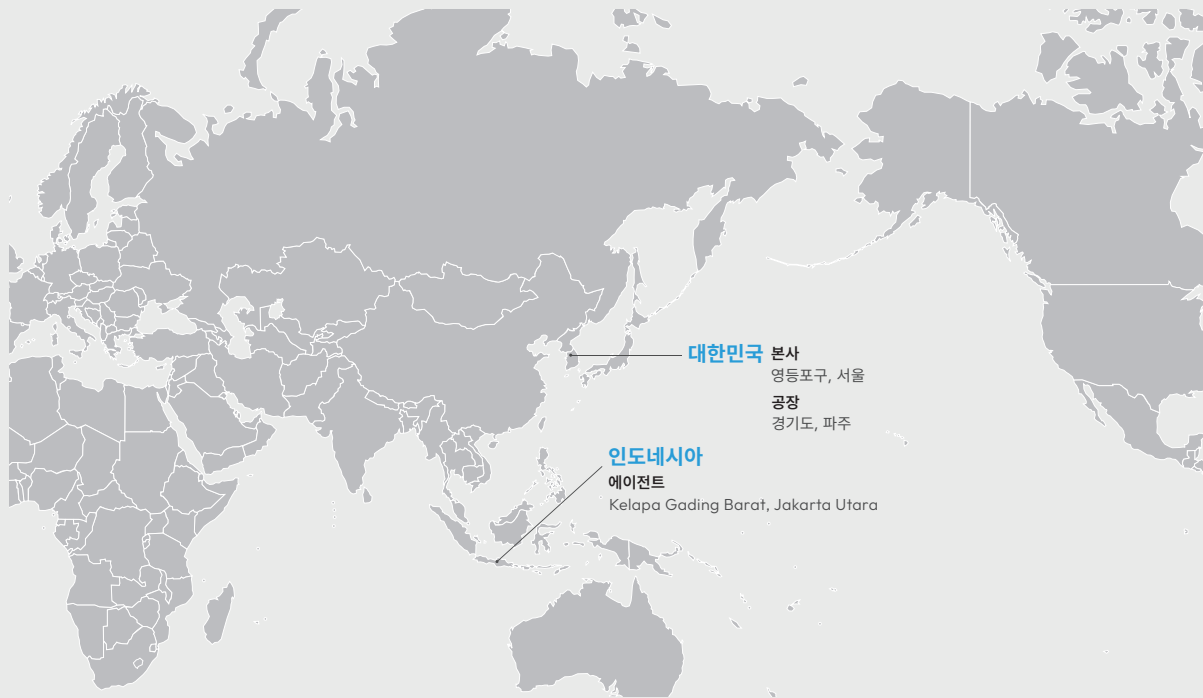 대한민국 본사
영등포구, 서울
공장
경기도, 파주
인도네시아
에이전트
Kelapa Gading Barat, Jakarta Utara